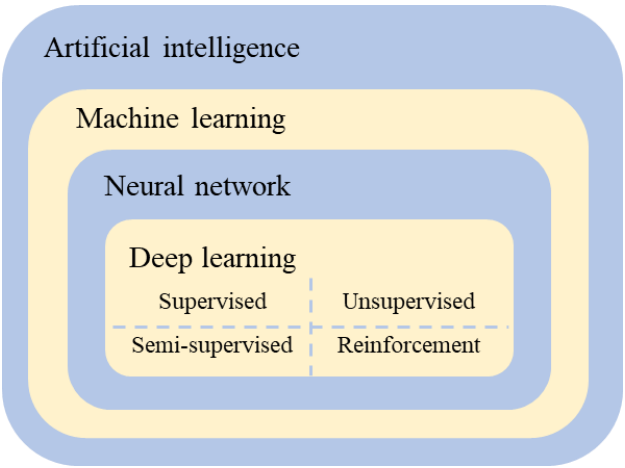 Artificial intelligence
Machine learning
Neural network
Deep learning
Supervised Unsupervised
Semi-supervised Reinforcement